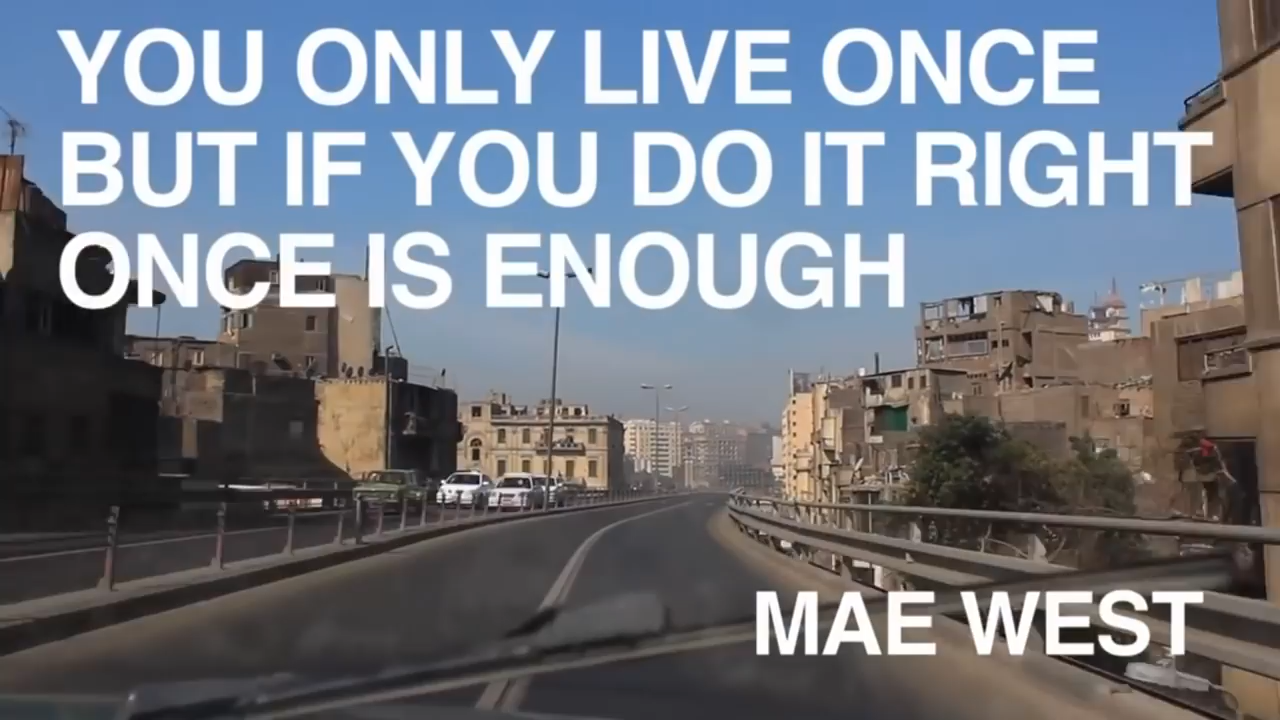 YOU ONLY LIVE ONCE
BUT IF YOU DO IT RIGHT
ONCE IS ENOUGH
MAE WEST